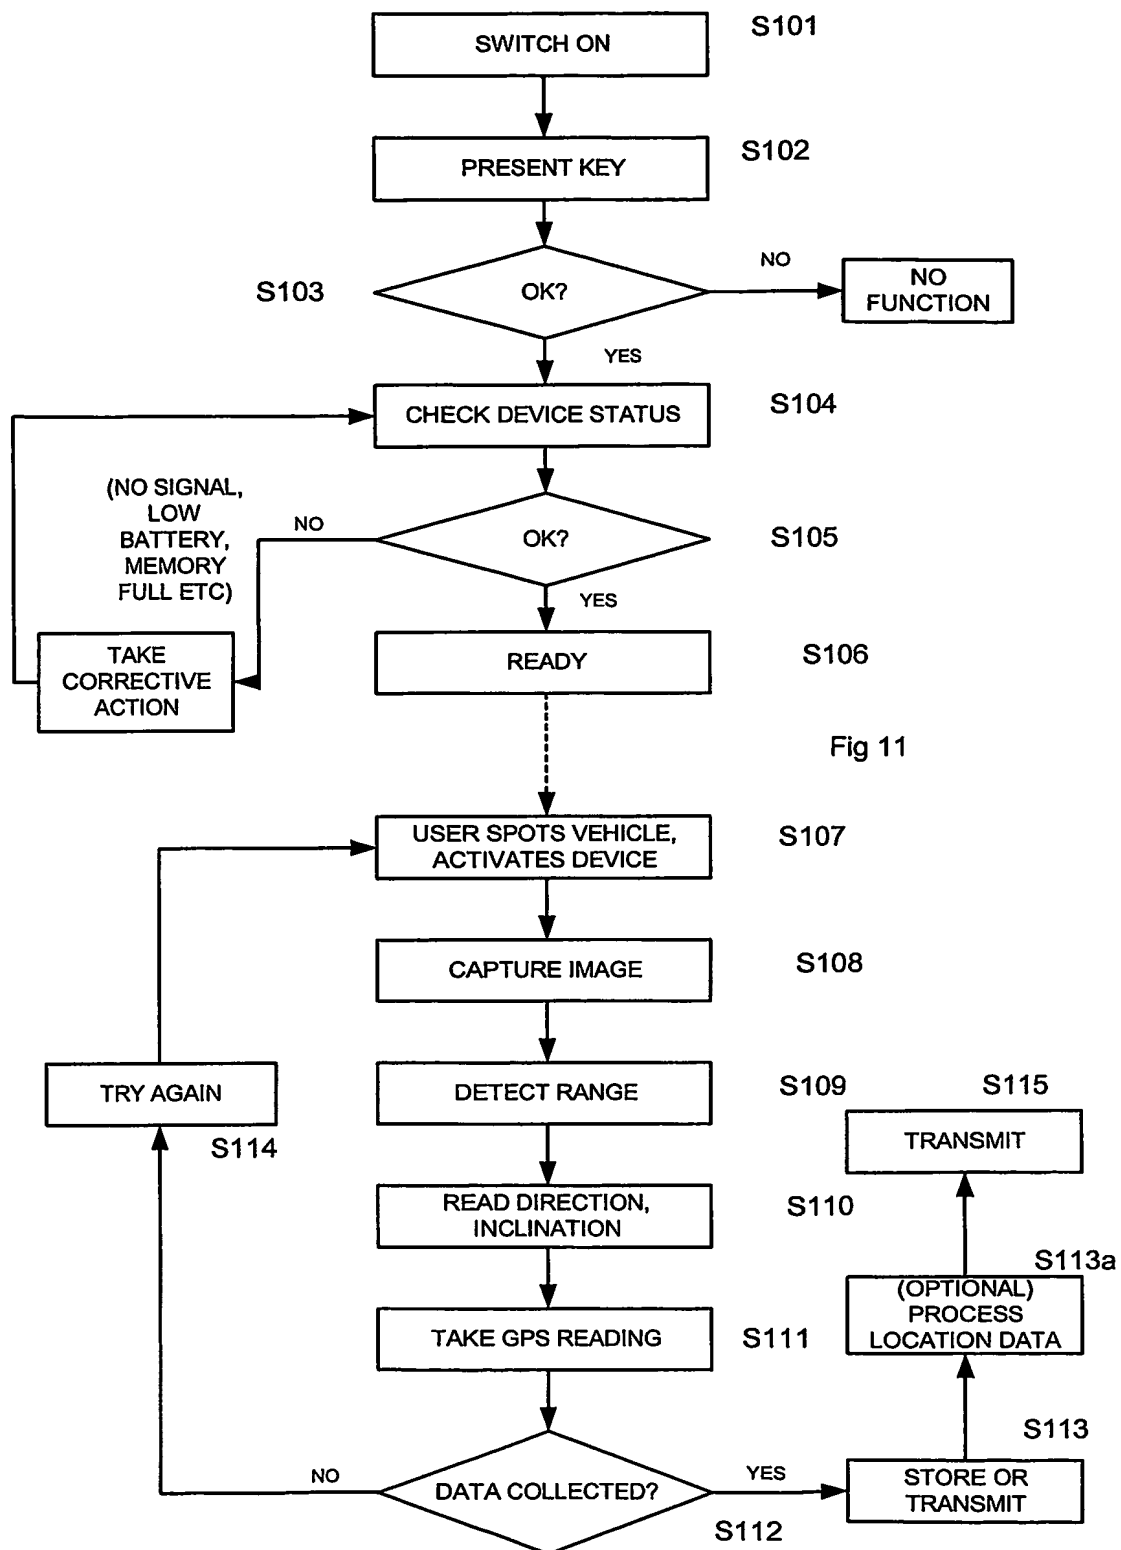 SWITCH ON
S101
PRESENT KEY
S102
S103
OK?
NO
NO
FUNCTION
YES
CHECK DEVICE STATUS
S104
(NO SIGNAL,
LOW
BATTERY,
MEMORY
FULL ETC)
NO
OK?
S105
YES
TAKE
CORRECTIVE
ACTION
READY
S106
Fig 11
USER SPOTS VEHICLE,
ACTIVATES DEVICE
S107
CAPTURE IMAGE
S108
TRY AGAIN
S114
DETECT RANGE
S109
S115
TRANSMIT
READ DIRECTION,
INCLINATION
S110
S113a
(OPTIONAL)
PROCESS
LOCATION DATA
TAKE GPS READING
S111
S113
NO
DATA COLLECTED?
YES
STORE OR
TRANSMIT
S112